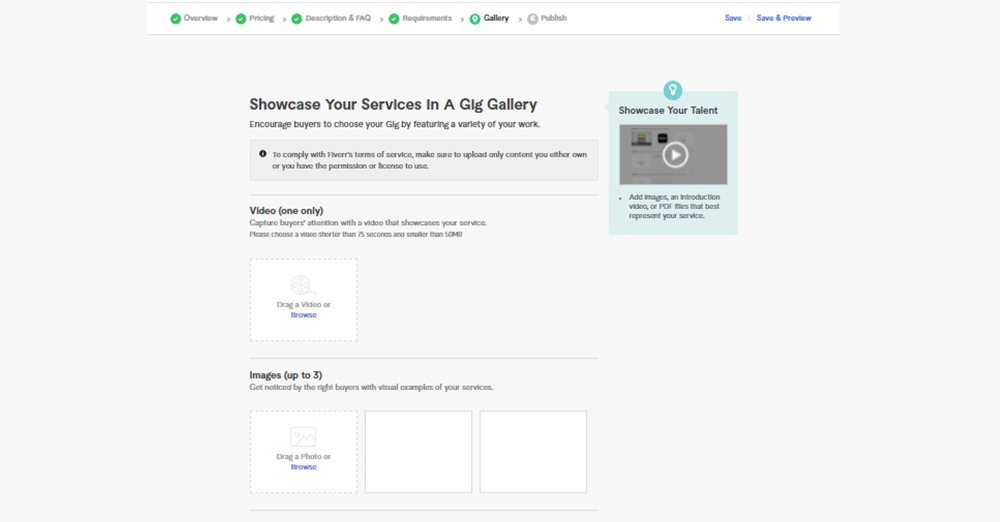 Overview
Pricing
Description & FAQ
Requirements
Gallery
6 Publish
Save
Save & Preview
Showcase Your Services In A Gig Gallery
Encourage buyers to choose your Gig by featuring a variety of your work.
To comply with Fiverr's terms of service, make sure to upload only content you either own
or you have the permission or license to use.
Showcase Your Talent
Add images, an introduction
video, or PDF files that best
represent your service.
Video (one only)
Capture buyers' attention with a video that showcases your service.
Please choose a video shorter than 75 seconds and smaller than 50MB
Drag a Video or
Browse
Images (up to 3)
Get noticed by the right buyers with visual examples of your services.
Drag a Photo or
Browse